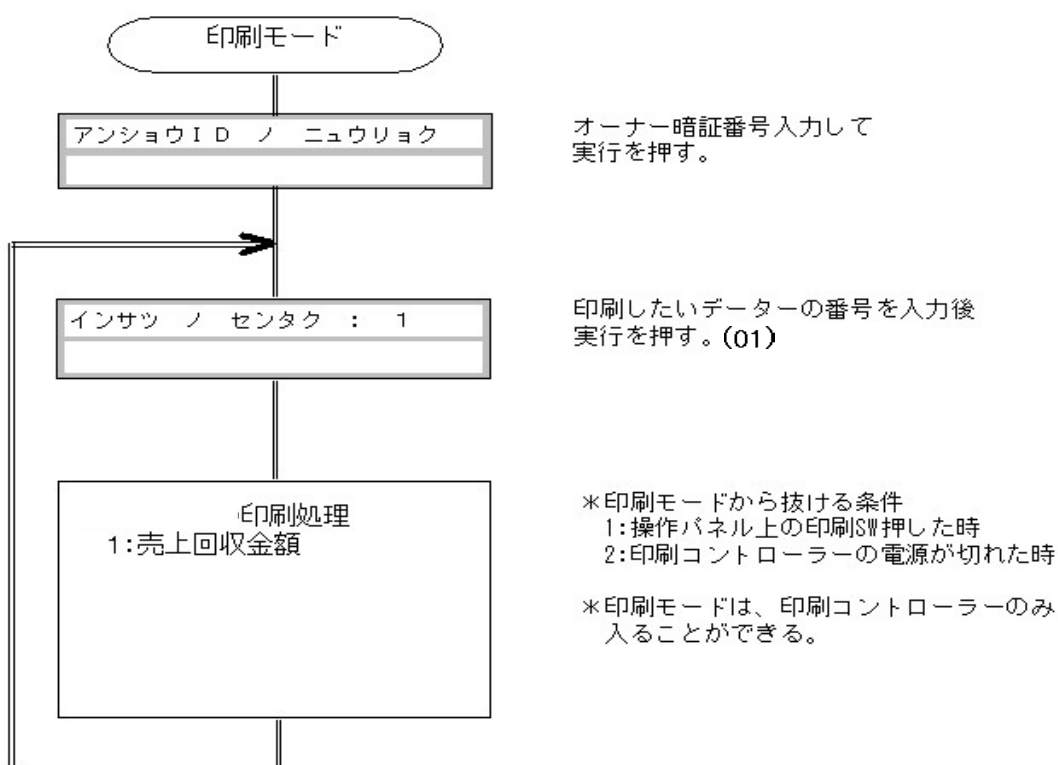 印刷モード
アンショウＩＤ　ノ　ニュウリョク
オーナー暗証番号入力して
実行を押す。
インサツ　ノ　センタク　：　１
印刷したいデーターの番号を入力後
実行を押す。(01)
印刷処理
1:売上回収金額
＊印刷モードから抜ける条件
1:操作パネル上の印刷SW押した時
2:印刷コントローラーの電源が切れた時
＊印刷モードは、印刷コントローラーのみ
入ることができる。